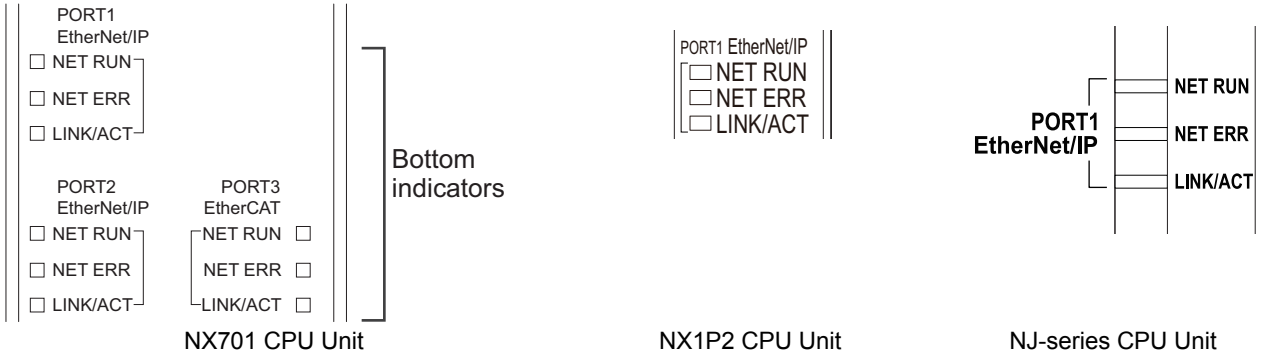 PORT1
EtherNet/IP
NET RUN
NET ERR
LINK/ACT
PORT2
EtherNet/IP
NET RUN
NET ERR
LINK/ACT
PORT3
EtherCAT
NET RUN
NET ERR
LINK/ACT
Bottom
indicators
NX701 CPU Unit
PORT1 EtherNet/IP
NET RUN
NET ERR
LINK/ACT
NX1P2 CPU Unit
PORT1
EtherNet/IP
NET RUN
NET ERR
LINK/ACT
NJ-series CPU Unit